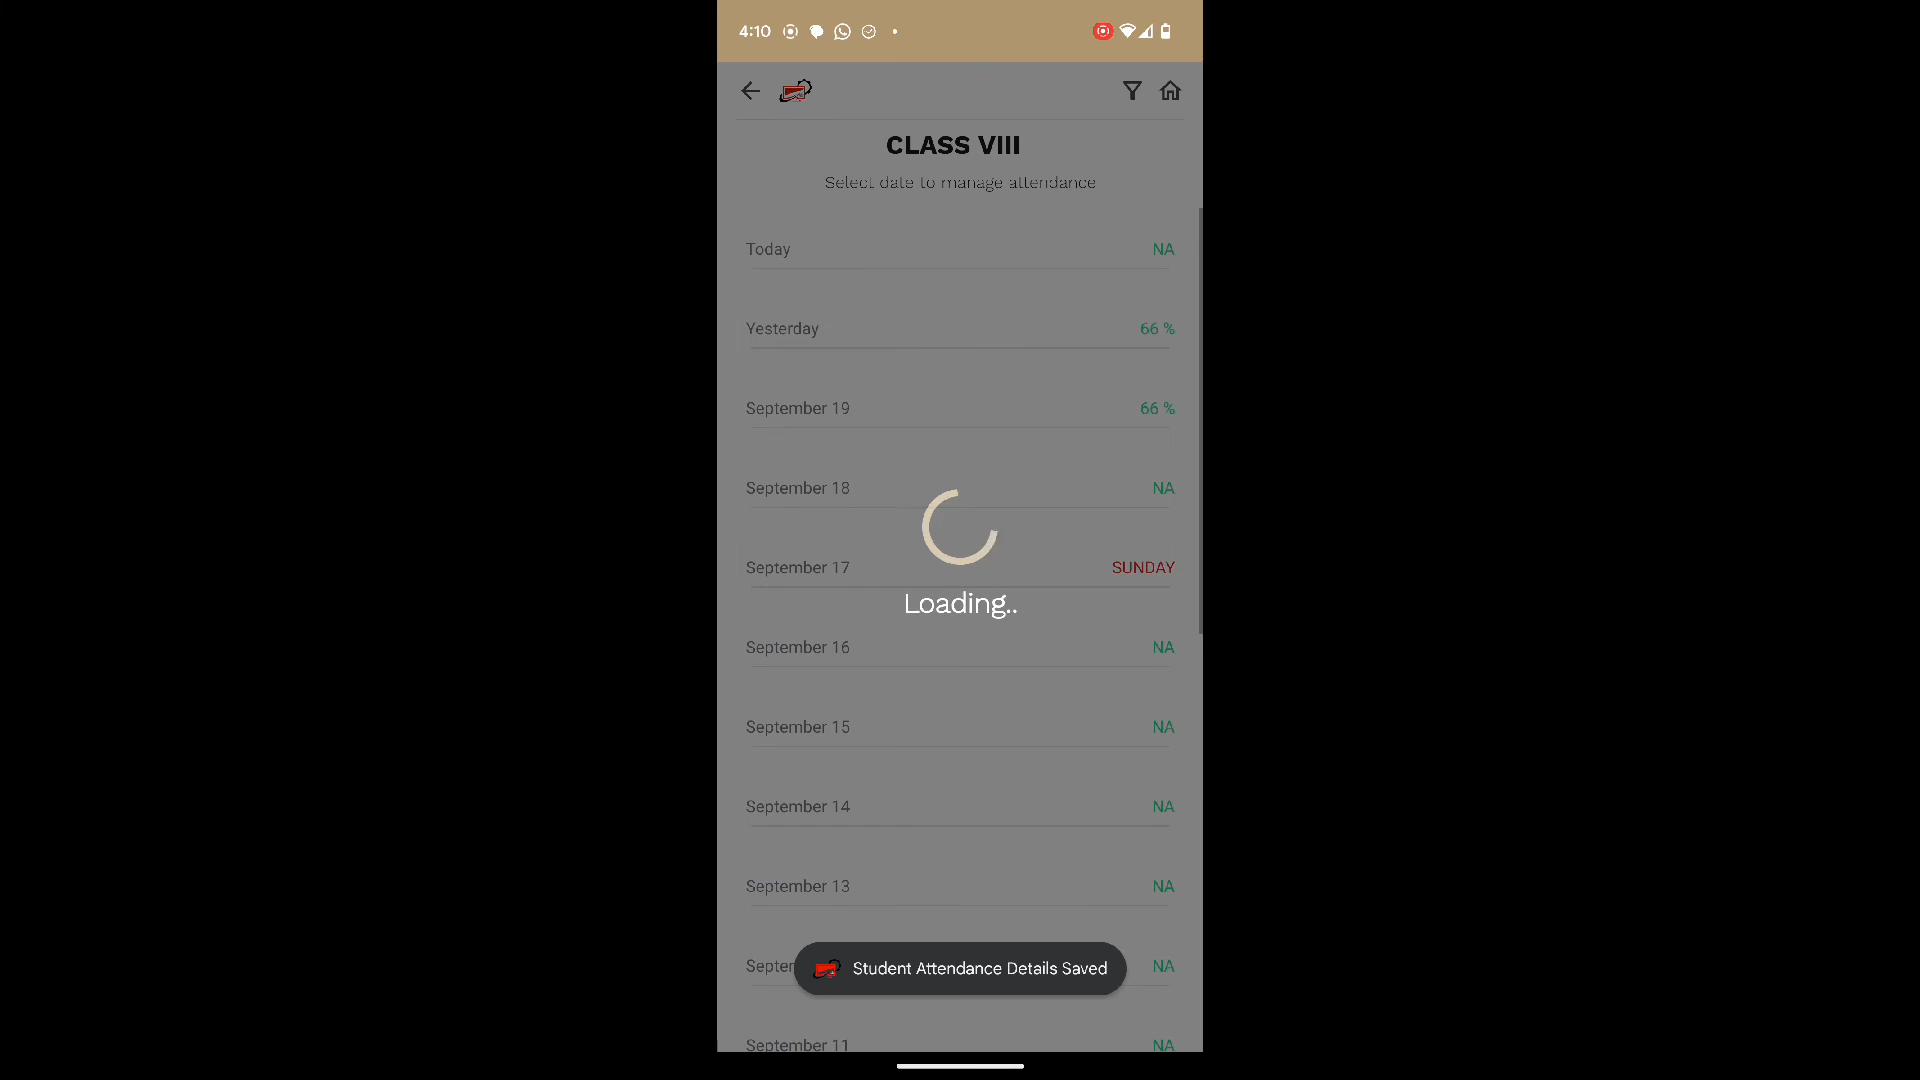 4:10
CLASS VIII
Select date to manage attendance
Today NA
Yesterday 66 %
September 19 66 %
September 18 NA
September 17 SUNDAY
Loading..
September 16 NA
September 15 NA
September 14 NA
September 13 NA
Septer NA
Student Attendance Details Saved
September 11 NA